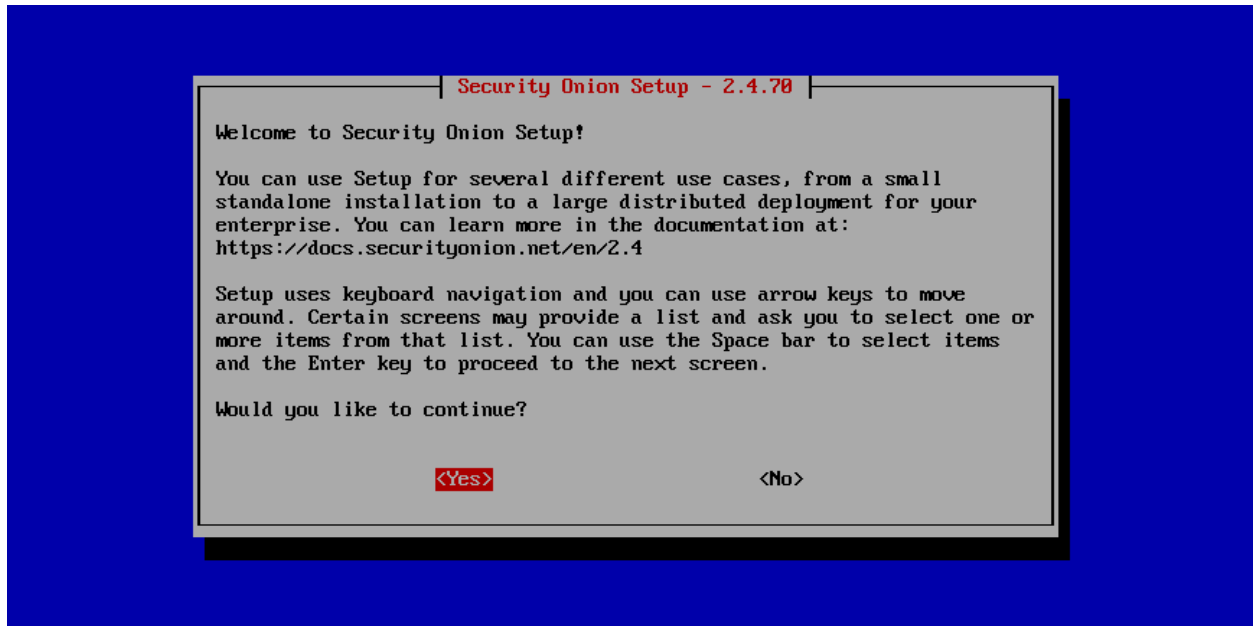 Security Onion Setup - 2.4.70
Welcome to Security Onion Setup!
You can use Setup for several different use cases, from a small
standalone installation to a large distributed deployment for your
enterprise. You can learn more in the documentation at:
https://docs.securityonion.net/en/2.4
Setup uses keyboard navigation and you can use arrow keys to move
around. Certain screens may provide a list and ask you to select one or
more items from that list. You can use the Space bar to select items
and the Enter key to proceed to the next screen.
Would you like to continue?
<Yes> <No>